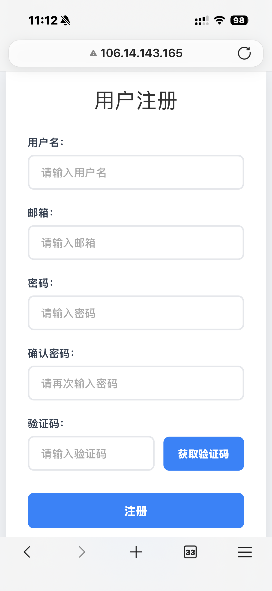 11:12
98
106.14.143.165
用户注册
用户名：
请输入用户名
邮箱：
请输入邮箱
密码：
请输入密码
确认密码：
请再次输入密码
验证码：
请输入验证码
获取验证码
注册
33